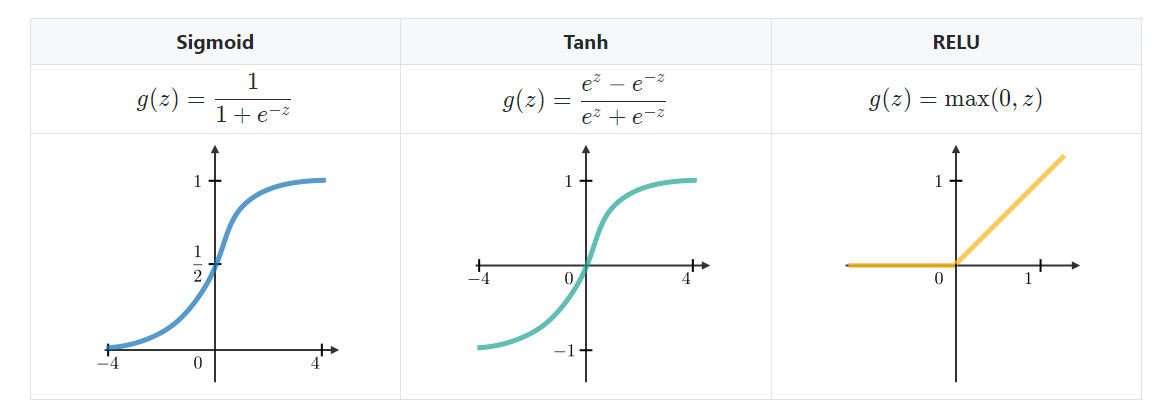 Sigmoid Tanh RELU
g(z) = 1 / (1 + e^{−z}) g(z) = (e^z − e^{−z}) / (e^z + e^{−z}) g(z) = max(0, z)
1
1/2
−4 0 4
1
−4 0 4
−1
1
0 1